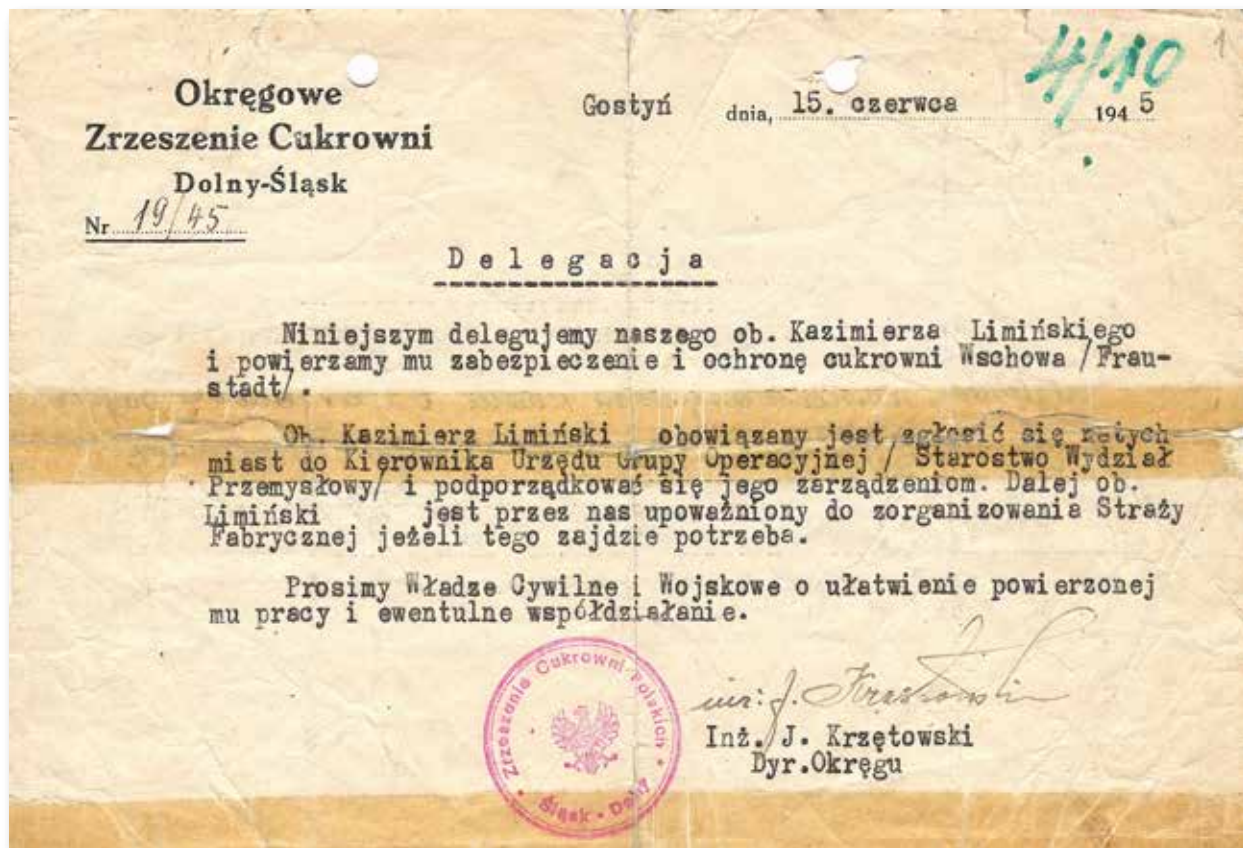 4/10
1
Okręgowe
Zrzeszenie Cukrowni
Dolny-Śląsk
Nr 19/45
Gostyń dnia, 15. czerwca 1945
Delegacja
Niniejszym delegujemy naszego ob. Kazimierza Limińskiego
i powierzamy mu zabezpieczenie i ochronę cukrowni Wschowa /Frau-
stadt/.
Ob. Kazimierz Limiński obowiązany jest zgłosić się natych
miast do Kierownika Urzędu Grupy Operacyjnej / Starostwo Wydział
Przemysłowy/ i podporządkować się jego zarządzeniom. Dalej ob.
Limiński jest przez nas upoważniony do zorganizowania Straży
Fabrycznej jeżeli tego zajdzie potrzeba.
Prosimy Władze Cywilne i Wojskowe o ułatwienie powierzonej
mu pracy i ewentulne współdziałanie.
Zrzeszenie Cukrowni Polskich
Śląsk - Dolny
inż: J.
Inż. J. Krzętowski
Dyr.Okręgu